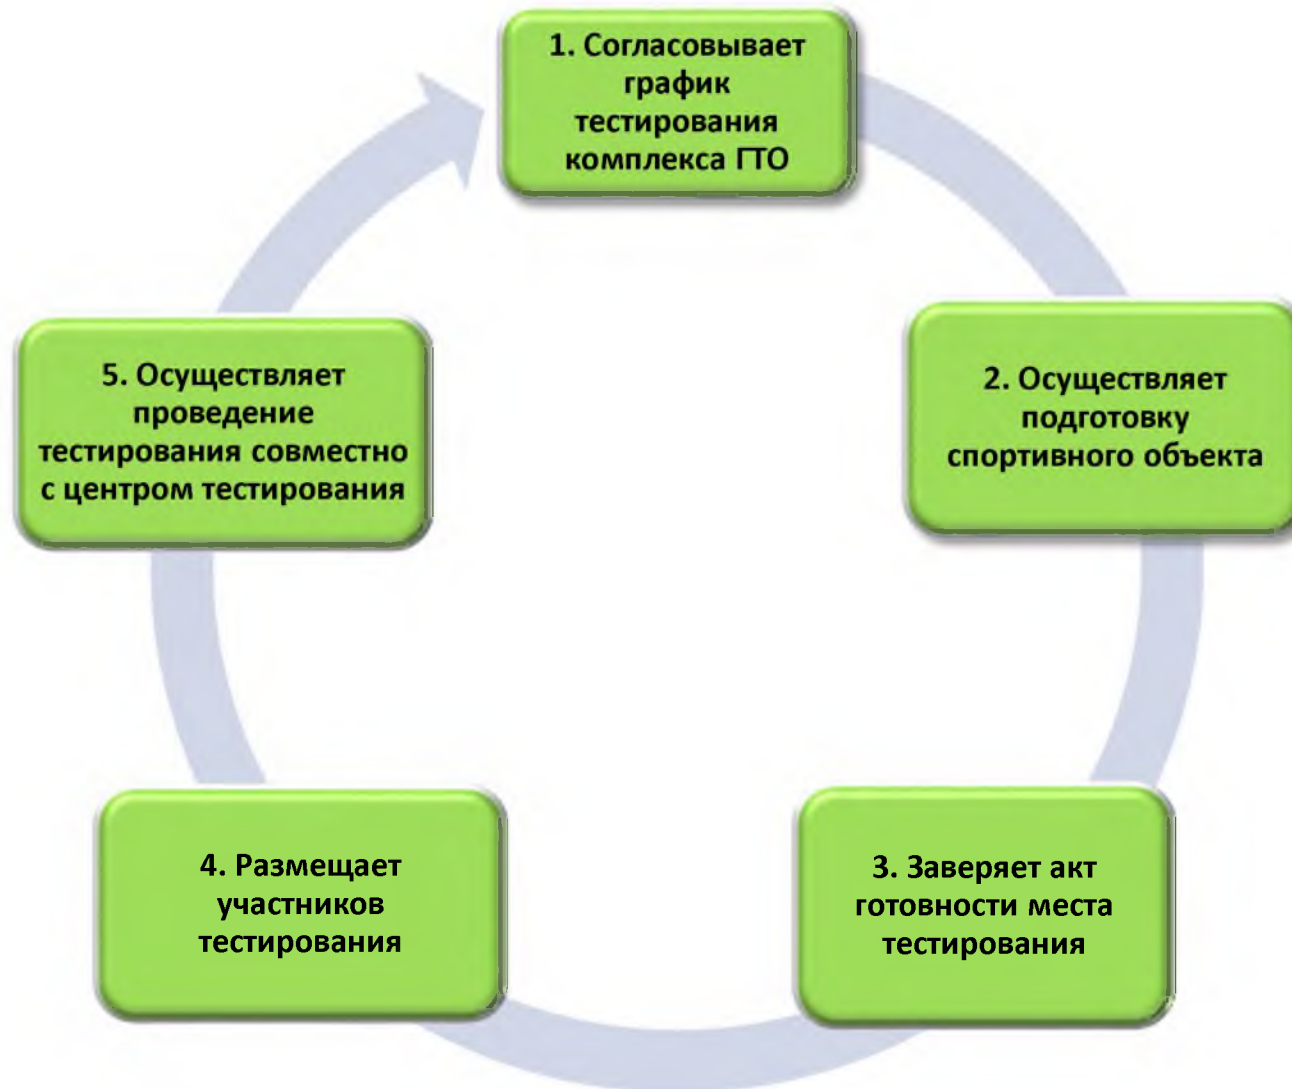 1. Согласовывает
график
тестирования
комплекса ГТО
2. Осуществляет
подготовку
спортивного объекта
3. Заверяет акт
готовности места
тестирования
4. Размещает
участников
тестирования
5. Осуществляет
проведение
тестирования совместно
с центром тестирования